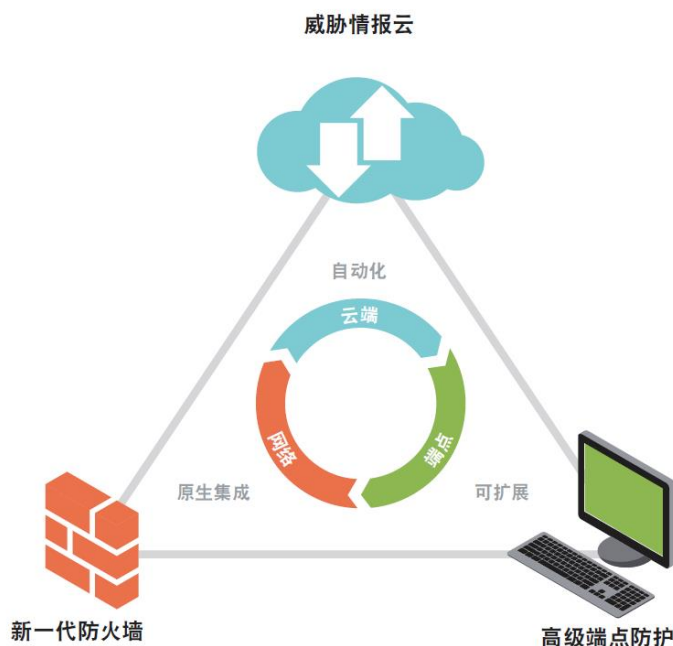 威胁情报云
自动化
云端
网络
端点
原生集成
可扩展
新一代防火墙
高级端点防护